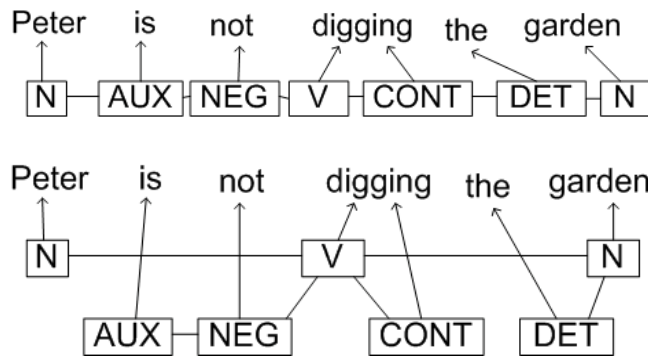 Peter is not digging the garden
N AUX NEG V CONT DET N
Peter is not digging the garden
N V N
AUX NEG CONT DET